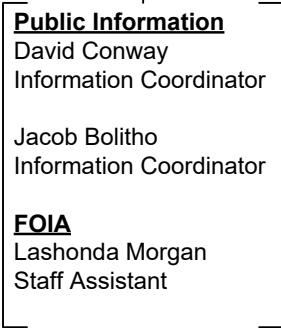 Public Information
David Conway
Information Coordinator
Jacob Bolitho
Information Coordinator
FOIA
Lashonda Morgan
Staff Assistant